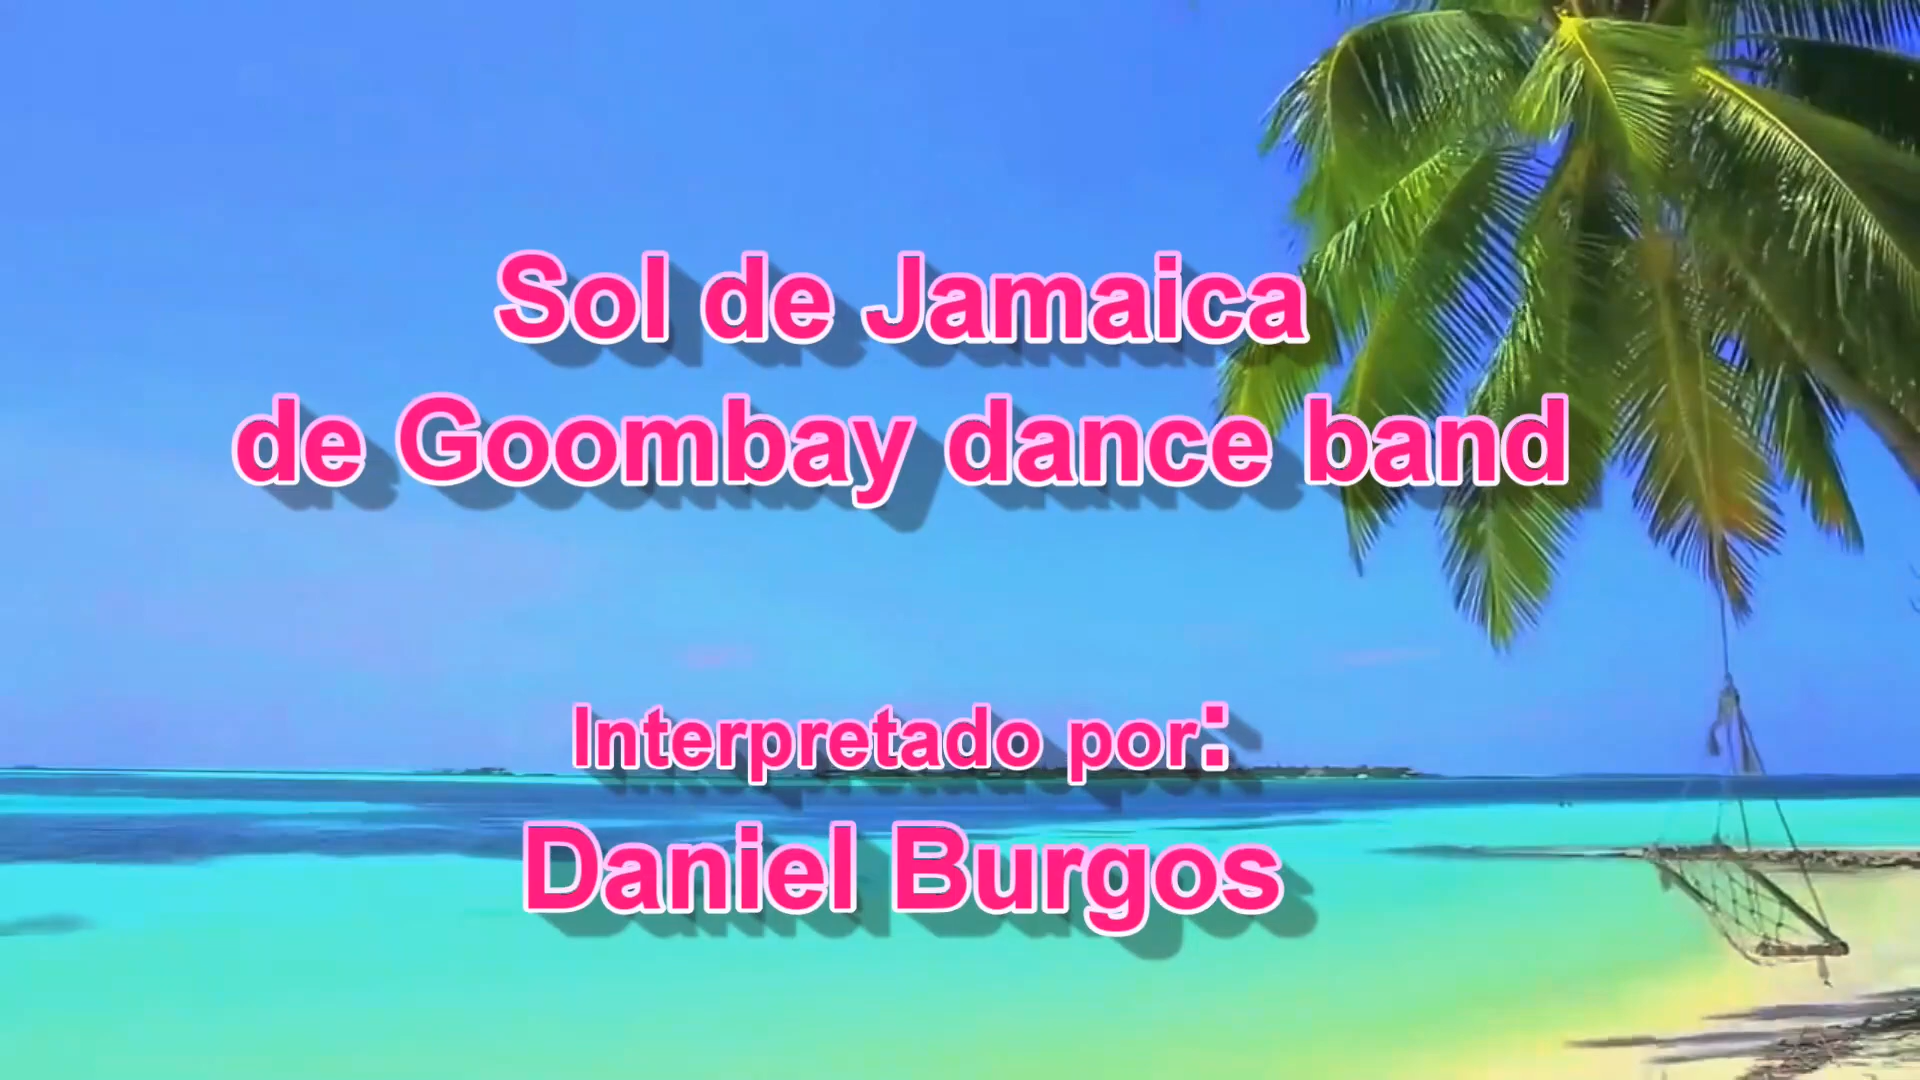 Sol de Jamaica
de Goombay dance band
Interpretado por:
Daniel Burgos